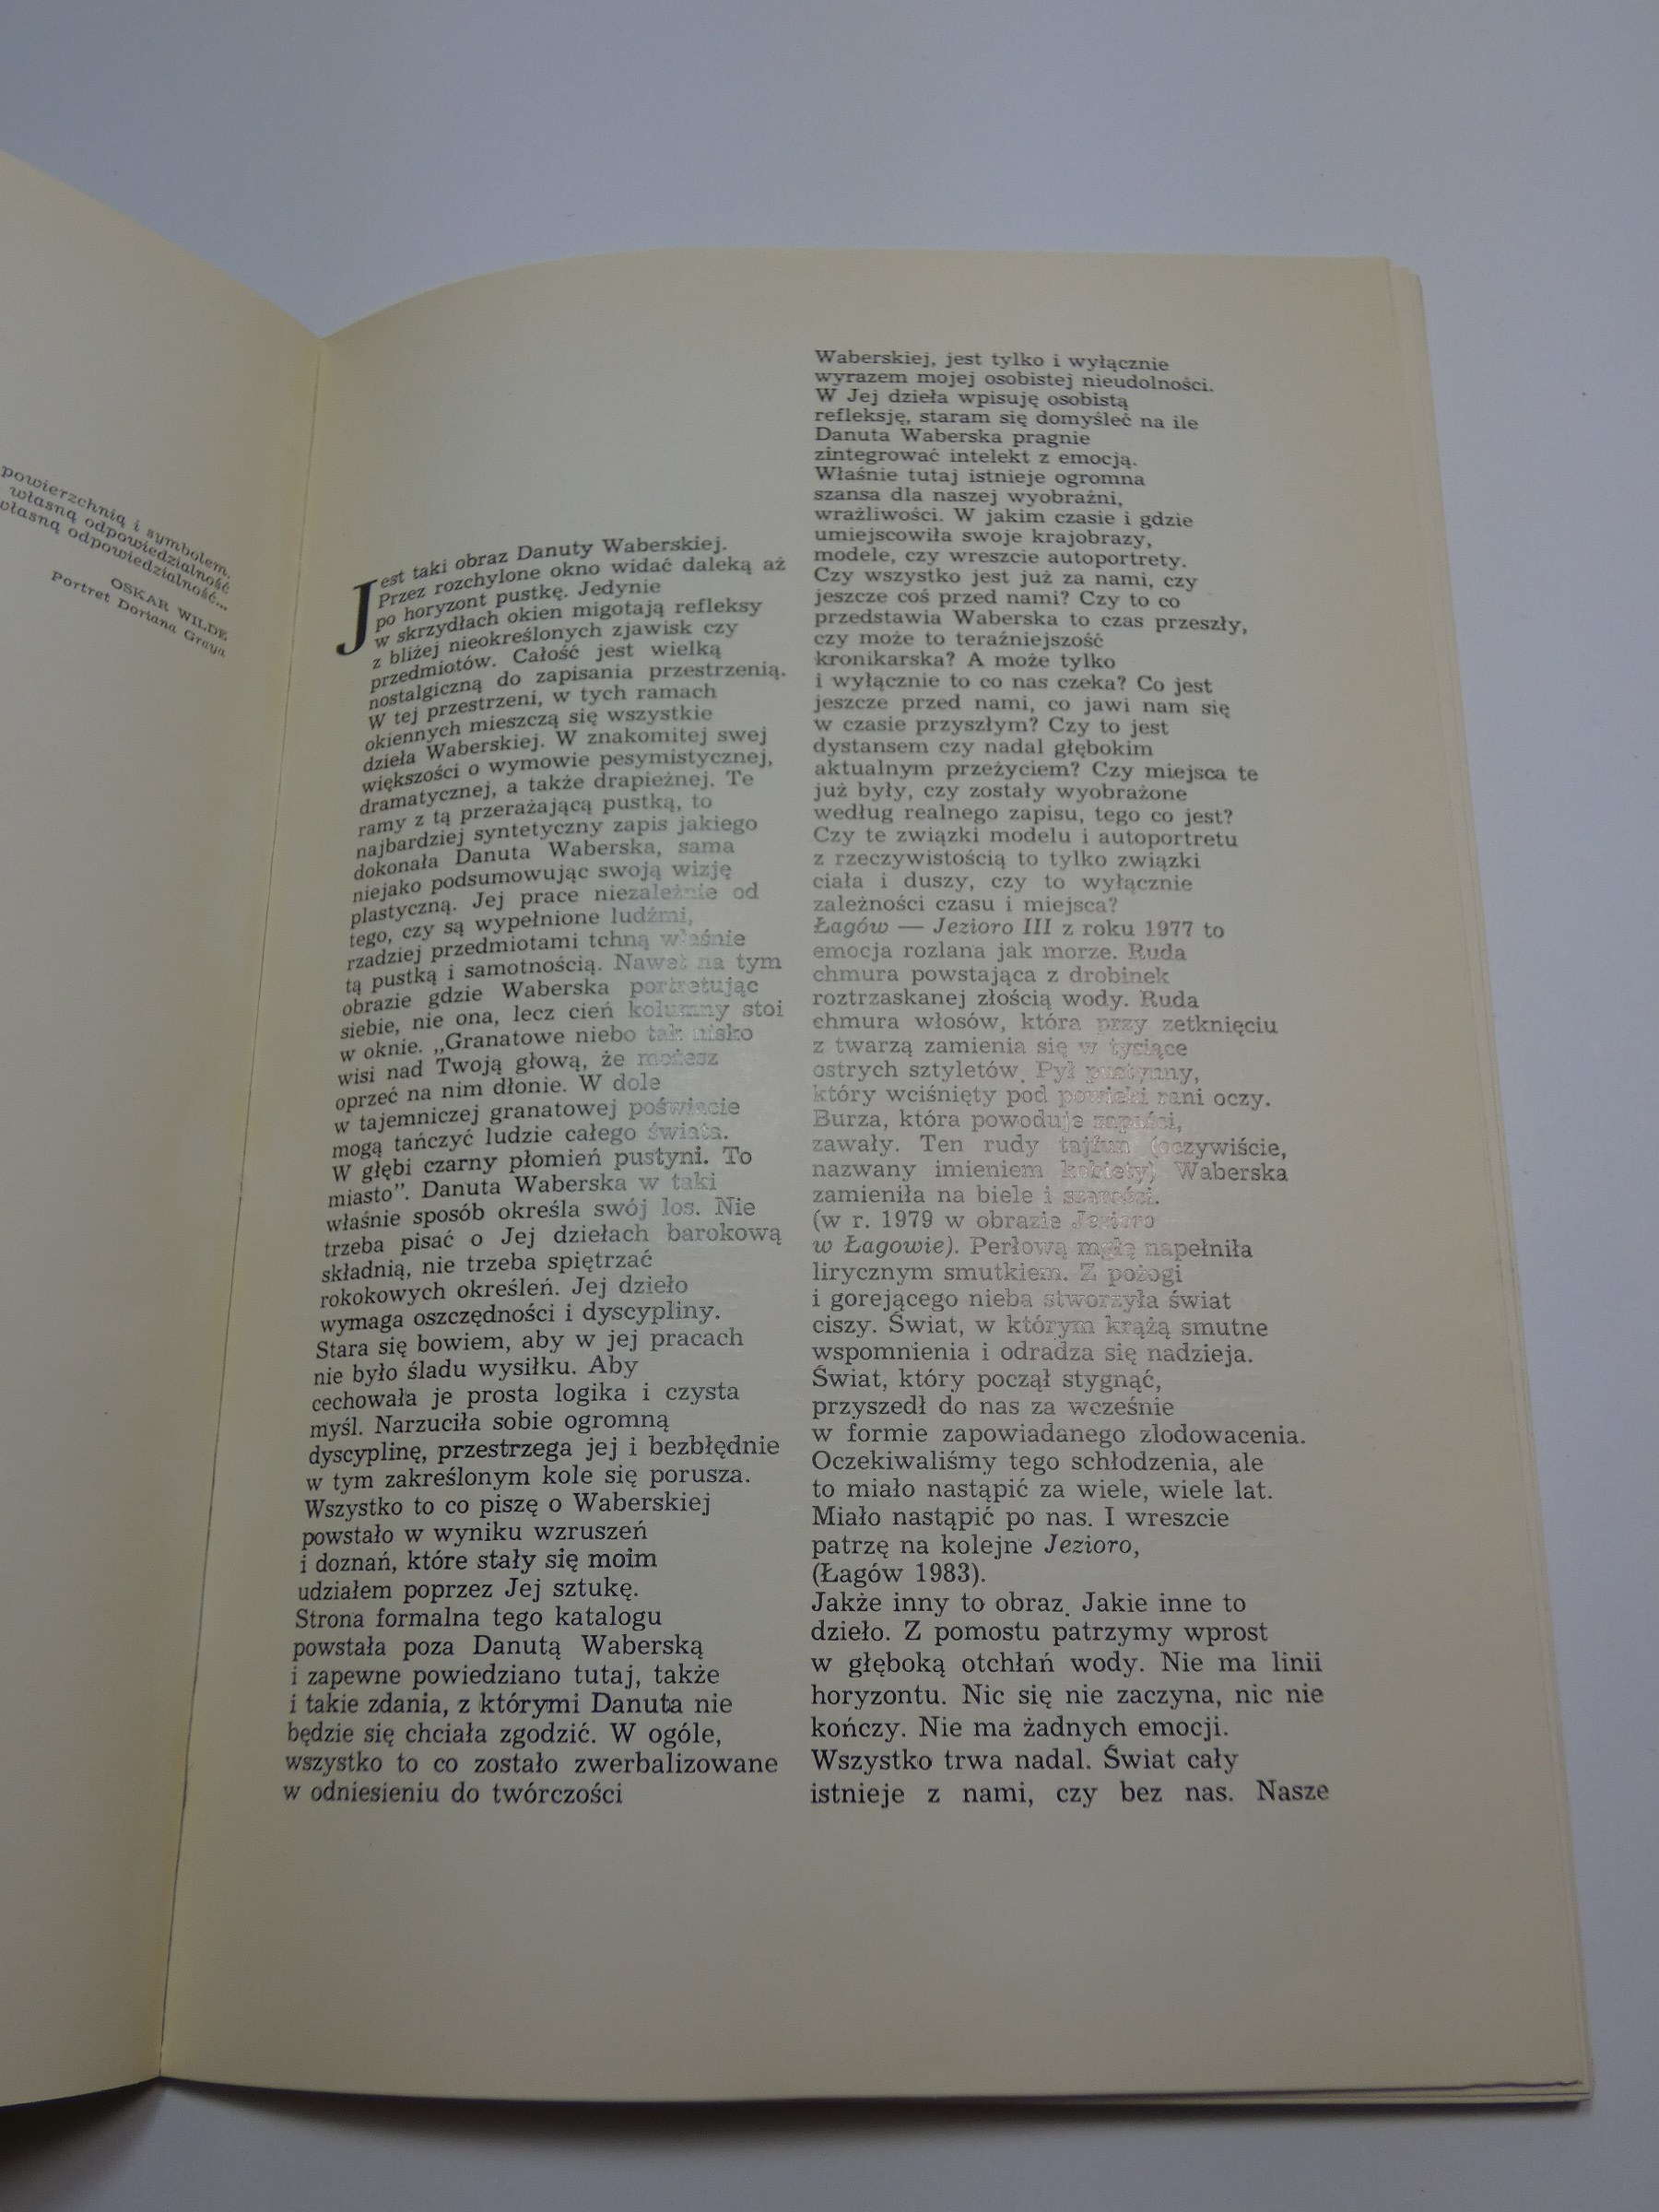 powierzchnią i symbolem.
własną odpowiedzialność
własną odpowiedzialność...
OSKAR WILDE
Portret Doriana Graya
Jest taki obraz Danuty Waberskiej.
Przez rozchylone okno widać daleką aż
po horyzont pustkę. Jedynie
w skrzydłach okien migotają refleksy
z bliżej nieokreślonych zjawisk czy
przedmiotów. Całość jest wielką
nostalgiczną do zapisania przestrzenią.
W tej przestrzeni, w tych ramach
okiennych mieszczą się wszystkie
dzieła Waberskiej. W znakomitej swej
większości o wymowie pesymistycznej,
dramatycznej, a także drapieżnej. Te
ramy z tą przerażającą pustką, to
najbardziej syntetyczny zapis jakiego
dokonała Danuta Waberska, sama
niejako podsumowując swoją wizję
plastyczną. Jej prace niezależnie od
tego, czy są wypełnione ludźmi,
rzadziej przedmiotami tchną właśnie
tą pustką i samotnością. Nawet na tym
obrazie gdzie Waberska portretując
siebie, nie ona, lecz cień kolumny stoi
w oknie. „Granatowe niebo tak nisko
wisi nad Twoją głową, że możesz
oprzeć na nim dłonie. W dole
w tajemniczej granatowej poświacie
mogą tańczyć ludzie całego świata.
W głębi czarny płomień pustyni. To
miasto”. Danuta Waberska w taki
właśnie sposób określa swój los. Nie
trzeba pisać o Jej dziełach barokową
składnią, nie trzeba spiętrzać
rokokowych określeń. Jej dzieło
wymaga oszczędności i dyscypliny.
Stara się bowiem, aby w jej pracach
nie było śladu wysiłku. Aby
cechowała je prosta logika i czysta
myśl. Narzuciła sobie ogromną
dyscyplinę, przestrzega jej i bezbłędnie
w tym zakreślonym kole się porusza.
Wszystko to co piszę o Waberskiej
powstało w wyniku wzruszeń
i doznań, które stały się moim
udziałem poprzez Jej sztukę.
Strona formalna tego katalogu
powstała poza Danutą Waberską
i zapewne powiedziano tutaj, także
i takie zdania, z którymi Danuta nie
będzie się chciała zgodzić. W ogóle,
wszystko to co zostało zwerbalizowane
w odniesieniu do twórczości
Waberskiej, jest tylko i wyłącznie
wyrazem mojej osobistej nieudolności.
W Jej dzieła wpisuję osobistą
refleksję, staram się domyśleć na ile
Danuta Waberska pragnie
zintegrować intelekt z emocją.
Właśnie tutaj istnieje ogromna
szansa dla naszej wyobraźni,
wrażliwości. W jakim czasie i gdzie
umiejscowiła swoje krajobrazy,
modele, czy wreszcie autoportrety.
Czy wszystko jest już za nami, czy
jeszcze coś przed nami? Czy to co
przedstawia Waberska to czas przeszły,
czy może to teraźniejszość
kronikarska? A może tylko
i wyłącznie to co nas czeka? Co jest
jeszcze przed nami, co jawi nam się
w czasie przyszłym? Czy to jest
dystansem czy nadal głębokim
aktualnym przeżyciem? Czy miejsca te
już były, czy zostały wyobrażone
według realnego zapisu, tego co jest?
Czy te związki modelu i autoportretu
z rzeczywistością to tylko związki
ciała i duszy, czy to wyłącznie
zależności czasu i miejsca?
Łagów — Jezioro III z roku 1977 to
emocja rozlana jak morze. Ruda
chmura powstająca z drobinek
roztrzaskanej złością wody. Ruda
chmura włosów, która przy zetknięciu
z twarzą zamienia się w tysiące
ostrych sztyletów. Pył pustynny,
który wciśnięty pod powieki rani oczy.
Burza, która powoduje zapaści,
zawały. Ten rudy tajfun (oczywiście,
nazwany imieniem kobiety) Waberska
zamieniła na biele i szarości.
(w r. 1979 w obrazie Jezioro
w Łagowie). Perłową mgłę napełniła
lirycznym smutkiem. Z pożogi
i gorejącego nieba stworzyła świat
ciszy. Świat, w którym krążą smutne
wspomnienia i odradza się nadzieja.
Świat, który począł stygnąć,
przyszedł do nas za wcześnie
w formie zapowiadanego zlodowacenia.
Oczekiwaliśmy tego schłodzenia, ale
to miało nastąpić za wiele, wiele lat.
Miało nastąpić po nas. I wreszcie
patrzę na kolejne Jezioro,
(Łagów 1983).
Jakże inny to obraz. Jakie inne to
dzieło. Z pomostu patrzymy wprost
w głęboką otchłań wody. Nie ma linii
horyzontu. Nic się nie zaczyna, nic nie
kończy. Nie ma żadnych emocji.
Wszystko trwa nadal. Świat cały
istnieje z nami, czy bez nas. Nasze